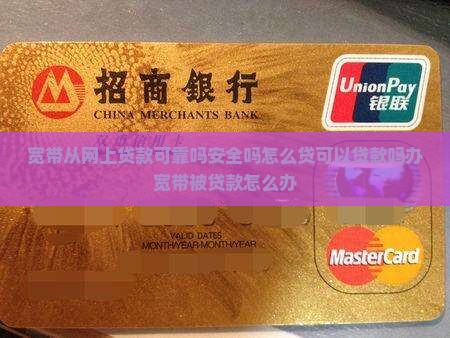 招商銀行
CHINA MERCHANTS BANK
UnionPay
银联
宽带从网上贷款可靠吗安全吗怎么贷可以贷款吗办
宽带被贷款怎么办
VALID DATES
MONTH/YEAR-MONTH/YEAR
MasterCard